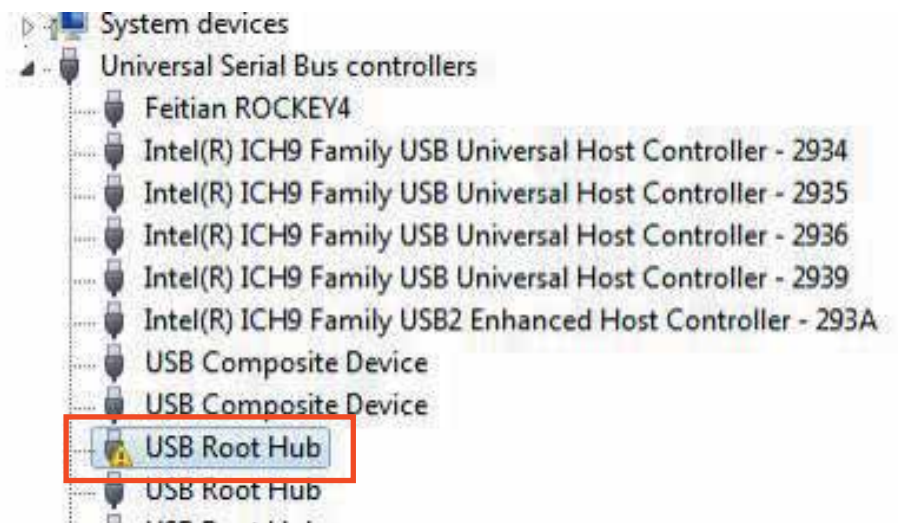 System devices
Universal Serial Bus controllers
Feitian ROCKEY4
Intel(R) ICH9 Family USB Universal Host Controller - 2934
Intel(R) ICH9 Family USB Universal Host Controller - 2935
Intel(R) ICH9 Family USB Universal Host Controller - 2936
Intel(R) ICH9 Family USB Universal Host Controller - 2939
Intel(R) ICH9 Family USB2 Enhanced Host Controller - 293A
USB Composite Device
USB Composite Device
USB Root Hub
USB Root Hub